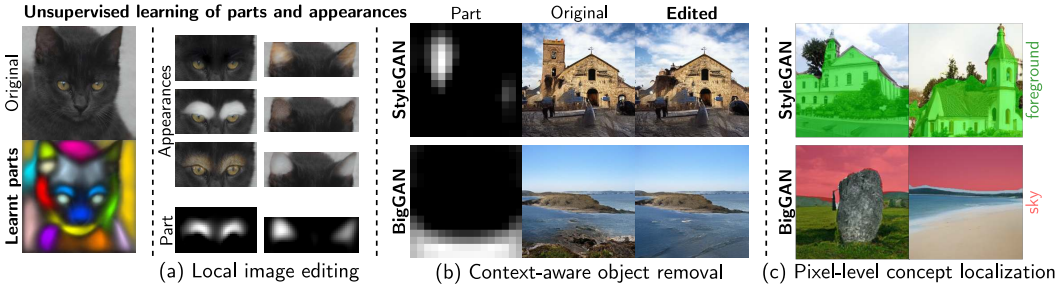 Unsupervised learning of parts and appearances
Original
Learnt parts
Appearances
Part
(a) Local image editing
Part
Original
Edited
StyleGAN
BigGAN
(b) Context-aware object removal
StyleGAN
foreground
BigGAN
sky
(c) Pixel-level concept localization